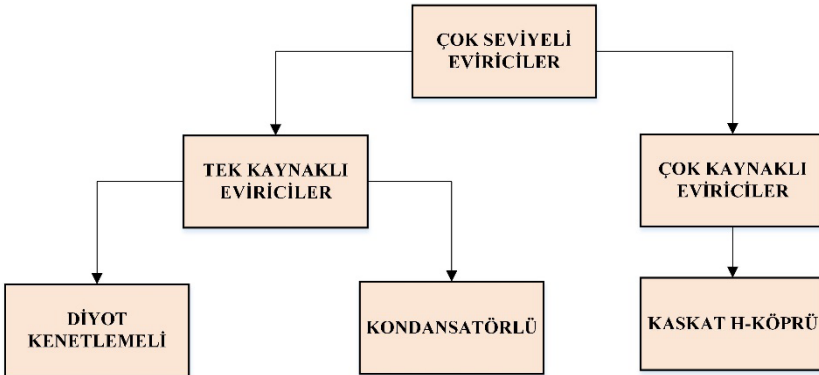 ÇOK SEVİYELİ
EVİRİCİLER
TEK KAYNAKLI
EVİRİCİLER
ÇOK KAYNAKLI
EVİRİCİLER
DİYOT
KENETLEMELİ
KONDANSATÖRLÜ
KASKAT H-KÖPRÜ